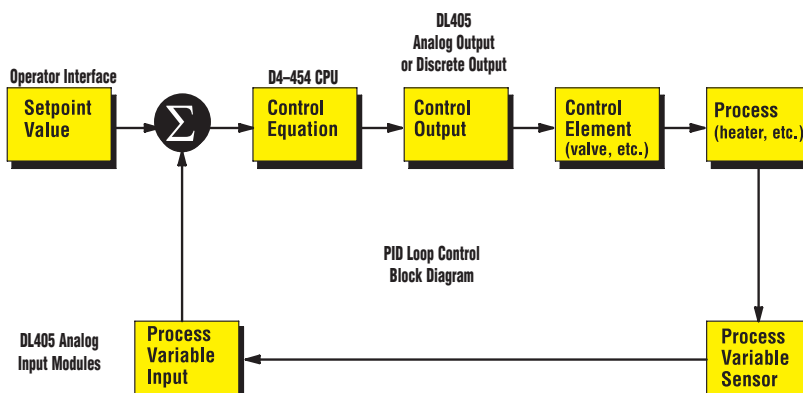 DL405
Analog Output
or Discrete Output
Operator Interface
D4–454 CPU
Setpoint
Value
Σ
Control
Equation
Control
Output
Control
Element
(valve, etc.)
Process
(heater, etc.)
PID Loop Control
Block Diagram
DL405 Analog
Input Modules
Process
Variable
Input
Process
Variable
Sensor